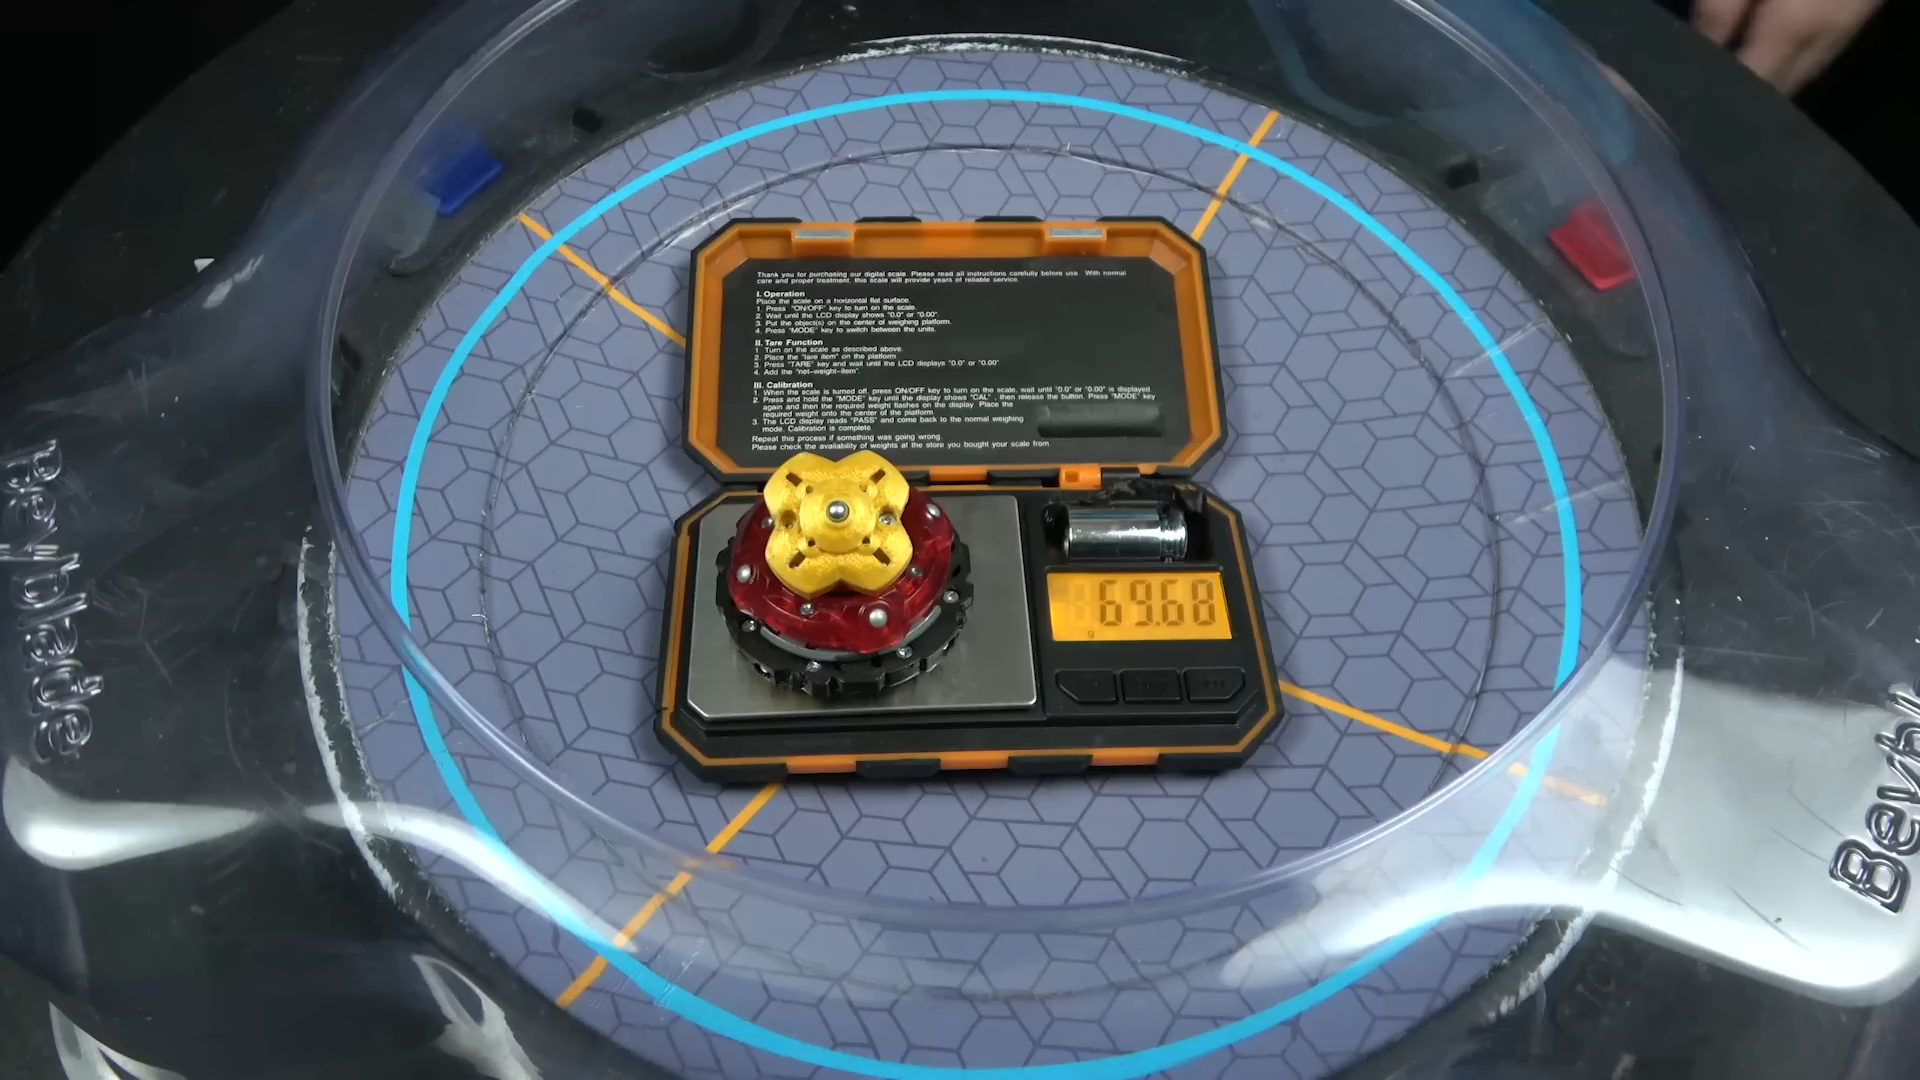 Thank you for purchasing our digital scale. Please read all instructions carefully before use. With normal
care and proper treatment, this scale will provide years of reliable service.
I. Operation
Place the scale on a horizontal flat surface.
1. Press "ON/OFF" key to turn on the scale.
2. Wait until the LCD display shows "0.0" or "0.00".
3. Put the object(s) on the center of weighing platform.
4. Press "MODE" key to switch between the units.
II. Tare Function
1. Turn on the scale as described above.
2. Place the "tare item" on the platform.
3. Press "TARE" key and wait until the LCD displays "0.0" or "0.00"
4. Add the "net-weight-item".
III. Calibration
1. When the scale is turned off, press ON/OFF key to turn on the scale, wait until "0.0" or "0.00" is displayed.
2. Press and hold the "MODE" key until the display shows "CAL", then release the button. Press "MODE" key
again and then the required weight flashes on the display. Place the
required weight onto the center of the platform.
3. The LCD display reads "PASS" and come back to the normal weighing
mode. Calibration is complete.
Repeat this process if something was going wrong.
Please check the availability of weights at the store you bought your scale from.
69.68
g
Beyblade
Beybl